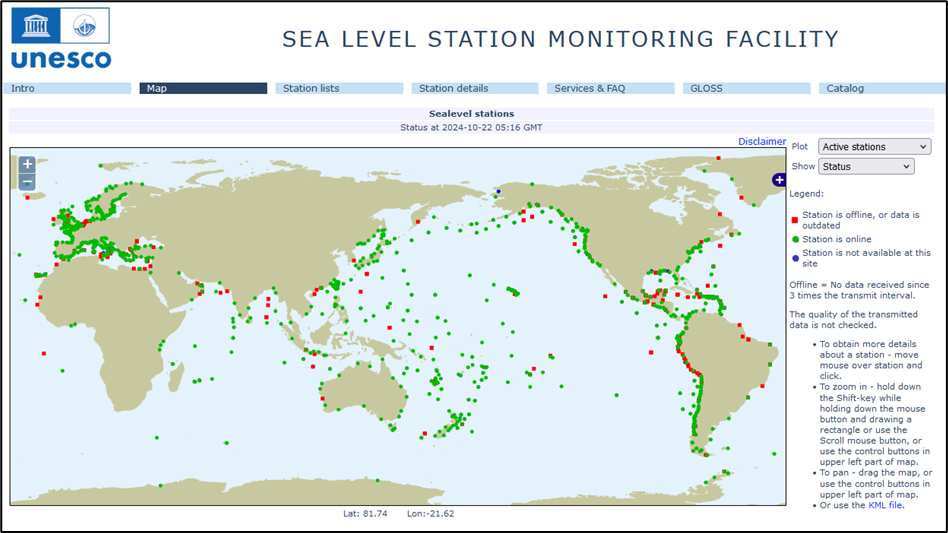 unesco
SEA LEVEL STATION MONITORING FACILITY
Intro
Map
Station lists
Station details
Services & FAQ
GLOSS
Catalog
Sealevel stations
Status at 2024-10-22 05:16 GMT
Disclaimer
Plot
Active stations
Show
Status
+
−
+
Legend:
Station is offline, or data is
outdated
Station is online
Station is not available at this
site
Offline = No data received since
3 times the transmit interval.
The quality of the transmitted
data is not checked.
• To obtain more details
about a station - move
mouse over station and
click.
• To zoom in - hold down
the Shift-key while
holding down the mouse
button and drawing a
rectangle or use the
Scroll mouse button, or
use the control buttons in
upper left part of map.
• To pan - drag the map, or
use the control buttons in
upper left part of map.
• Or use the KML file.
Lat: 81.74
Lon:-21.62